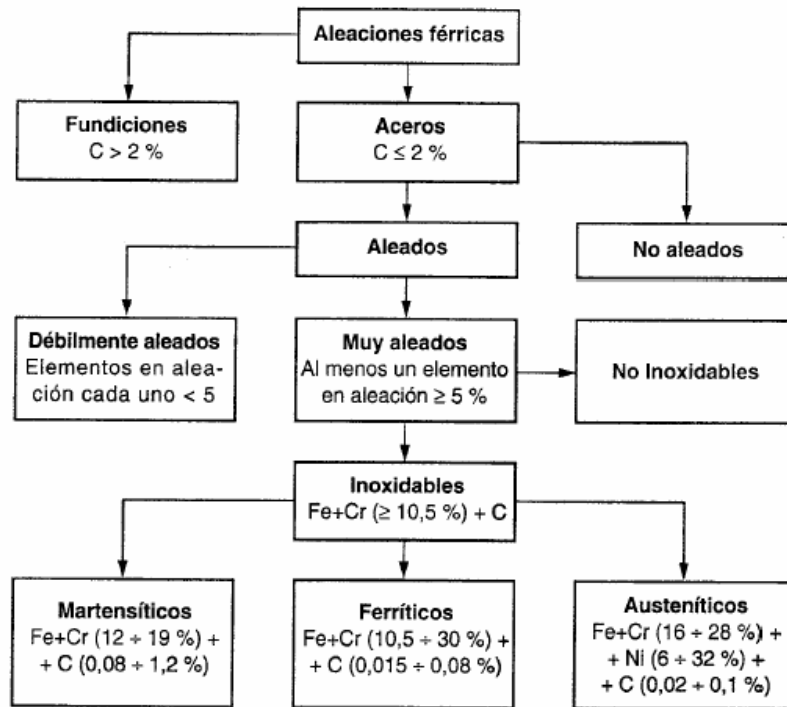 Aleaciones férricas
Fundiciones
C > 2 %
Aceros
C ≤ 2 %
Aleados
No aleados
Débilmente aleados
Elementos en alea-
ción cada uno < 5
Muy aleados
Al menos un elemento
en aleación ≥ 5 %
No Inoxidables
Inoxidables
Fe+Cr (≥ 10,5 %) + C
Martensíticos
Fe+Cr (12 ÷ 19 %) +
+ C (0,08 ÷ 1,2 %)
Ferríticos
Fe+Cr (10,5 ÷ 30 %) +
+ C (0,015 ÷ 0,08 %)
Austeníticos
Fe+Cr (16 ÷ 28 %) +
+ Ni (6 ÷ 32 %) +
+ C (0,02 ÷ 0,1 %)